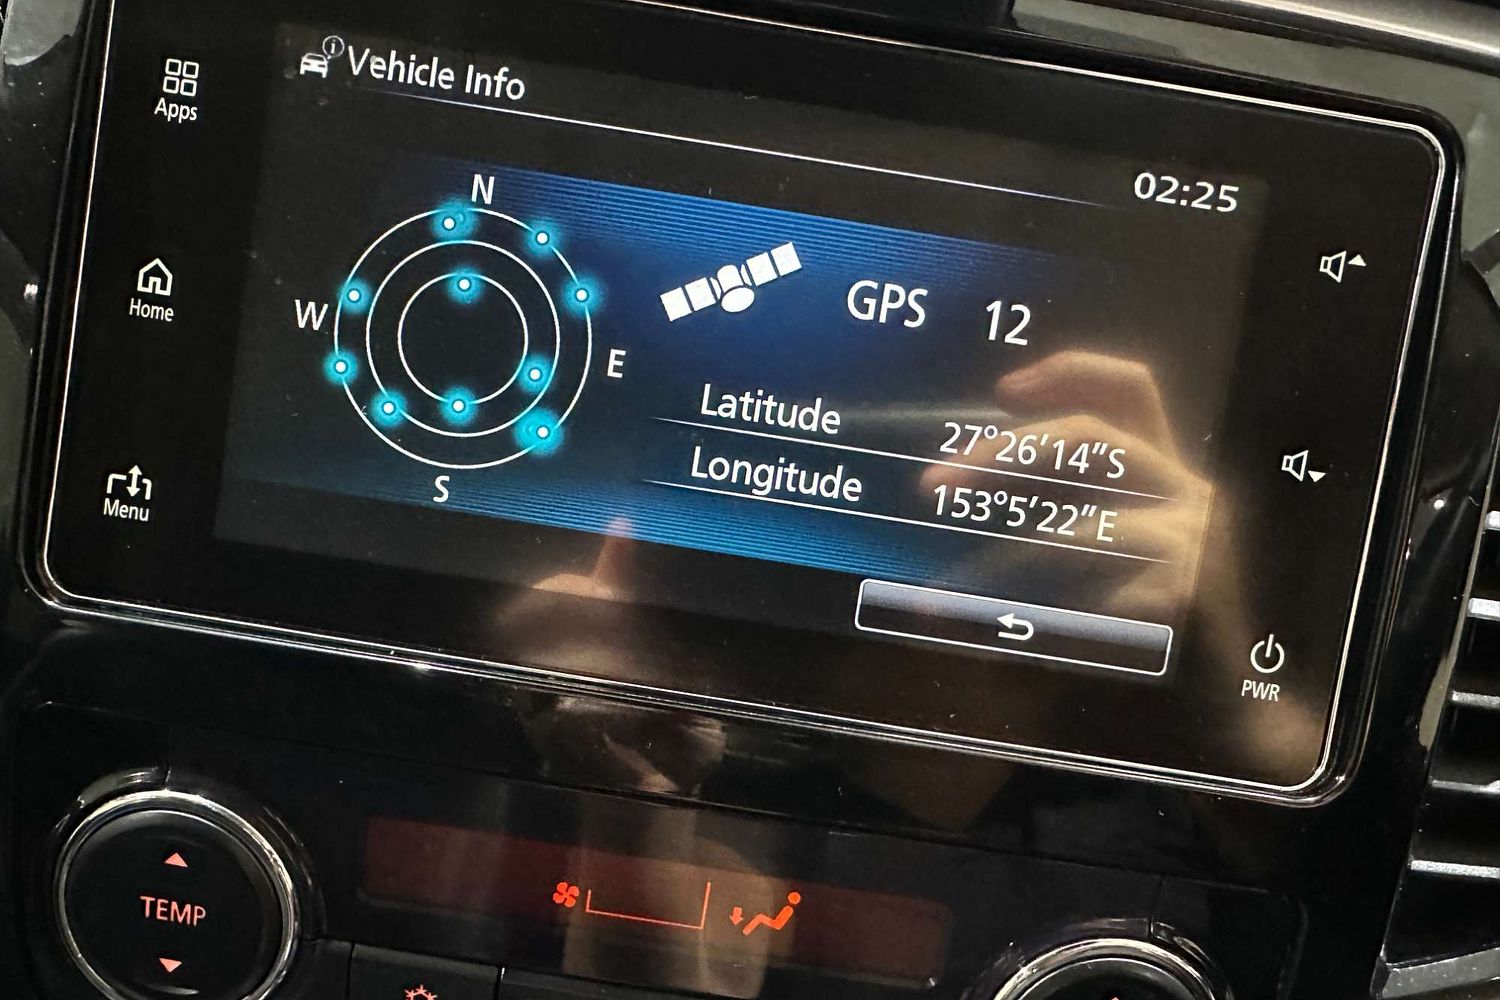 Apps
Vehicle Info
02:25
N
W
E
S
GPS 12
Home
Latitude 27°26'14"S
Longitude 153°5'22"E
Menu
PWR
TEMP